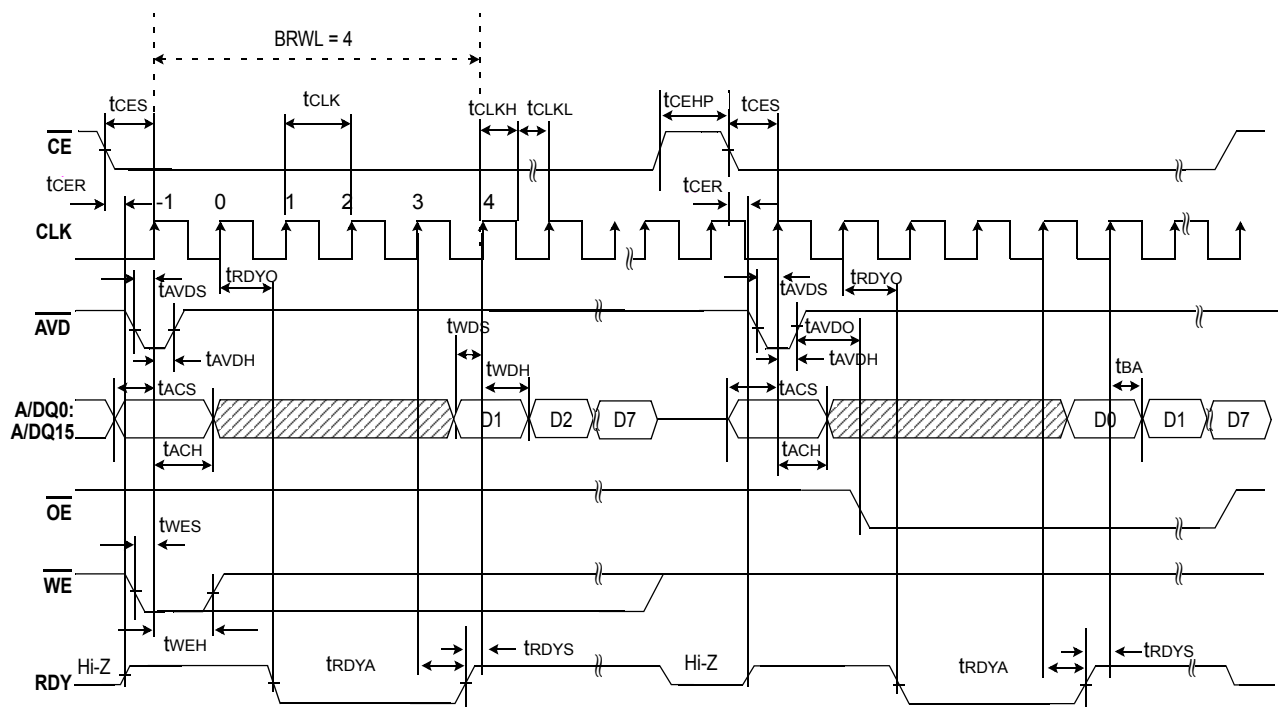 BRWL = 4
tCES tCLK tCLKH tCLKL tCEHP tCES
CE
tCER tCER
-1 0 1 2 3 4
CLK
tRDYO tRDYO
tAVDS tAVDS
AVD
tWDS tAVDO
tAVDH tWDH tAVDH
tACS tACS tBA
A/DQ0:
A/DQ15
D1 D2 D7 D0 D1 D7
tACH tACH
OE
tWES
WE
tWEH
Hi-Z tRDYA tRDYS Hi-Z tRDYA tRDYS
RDY